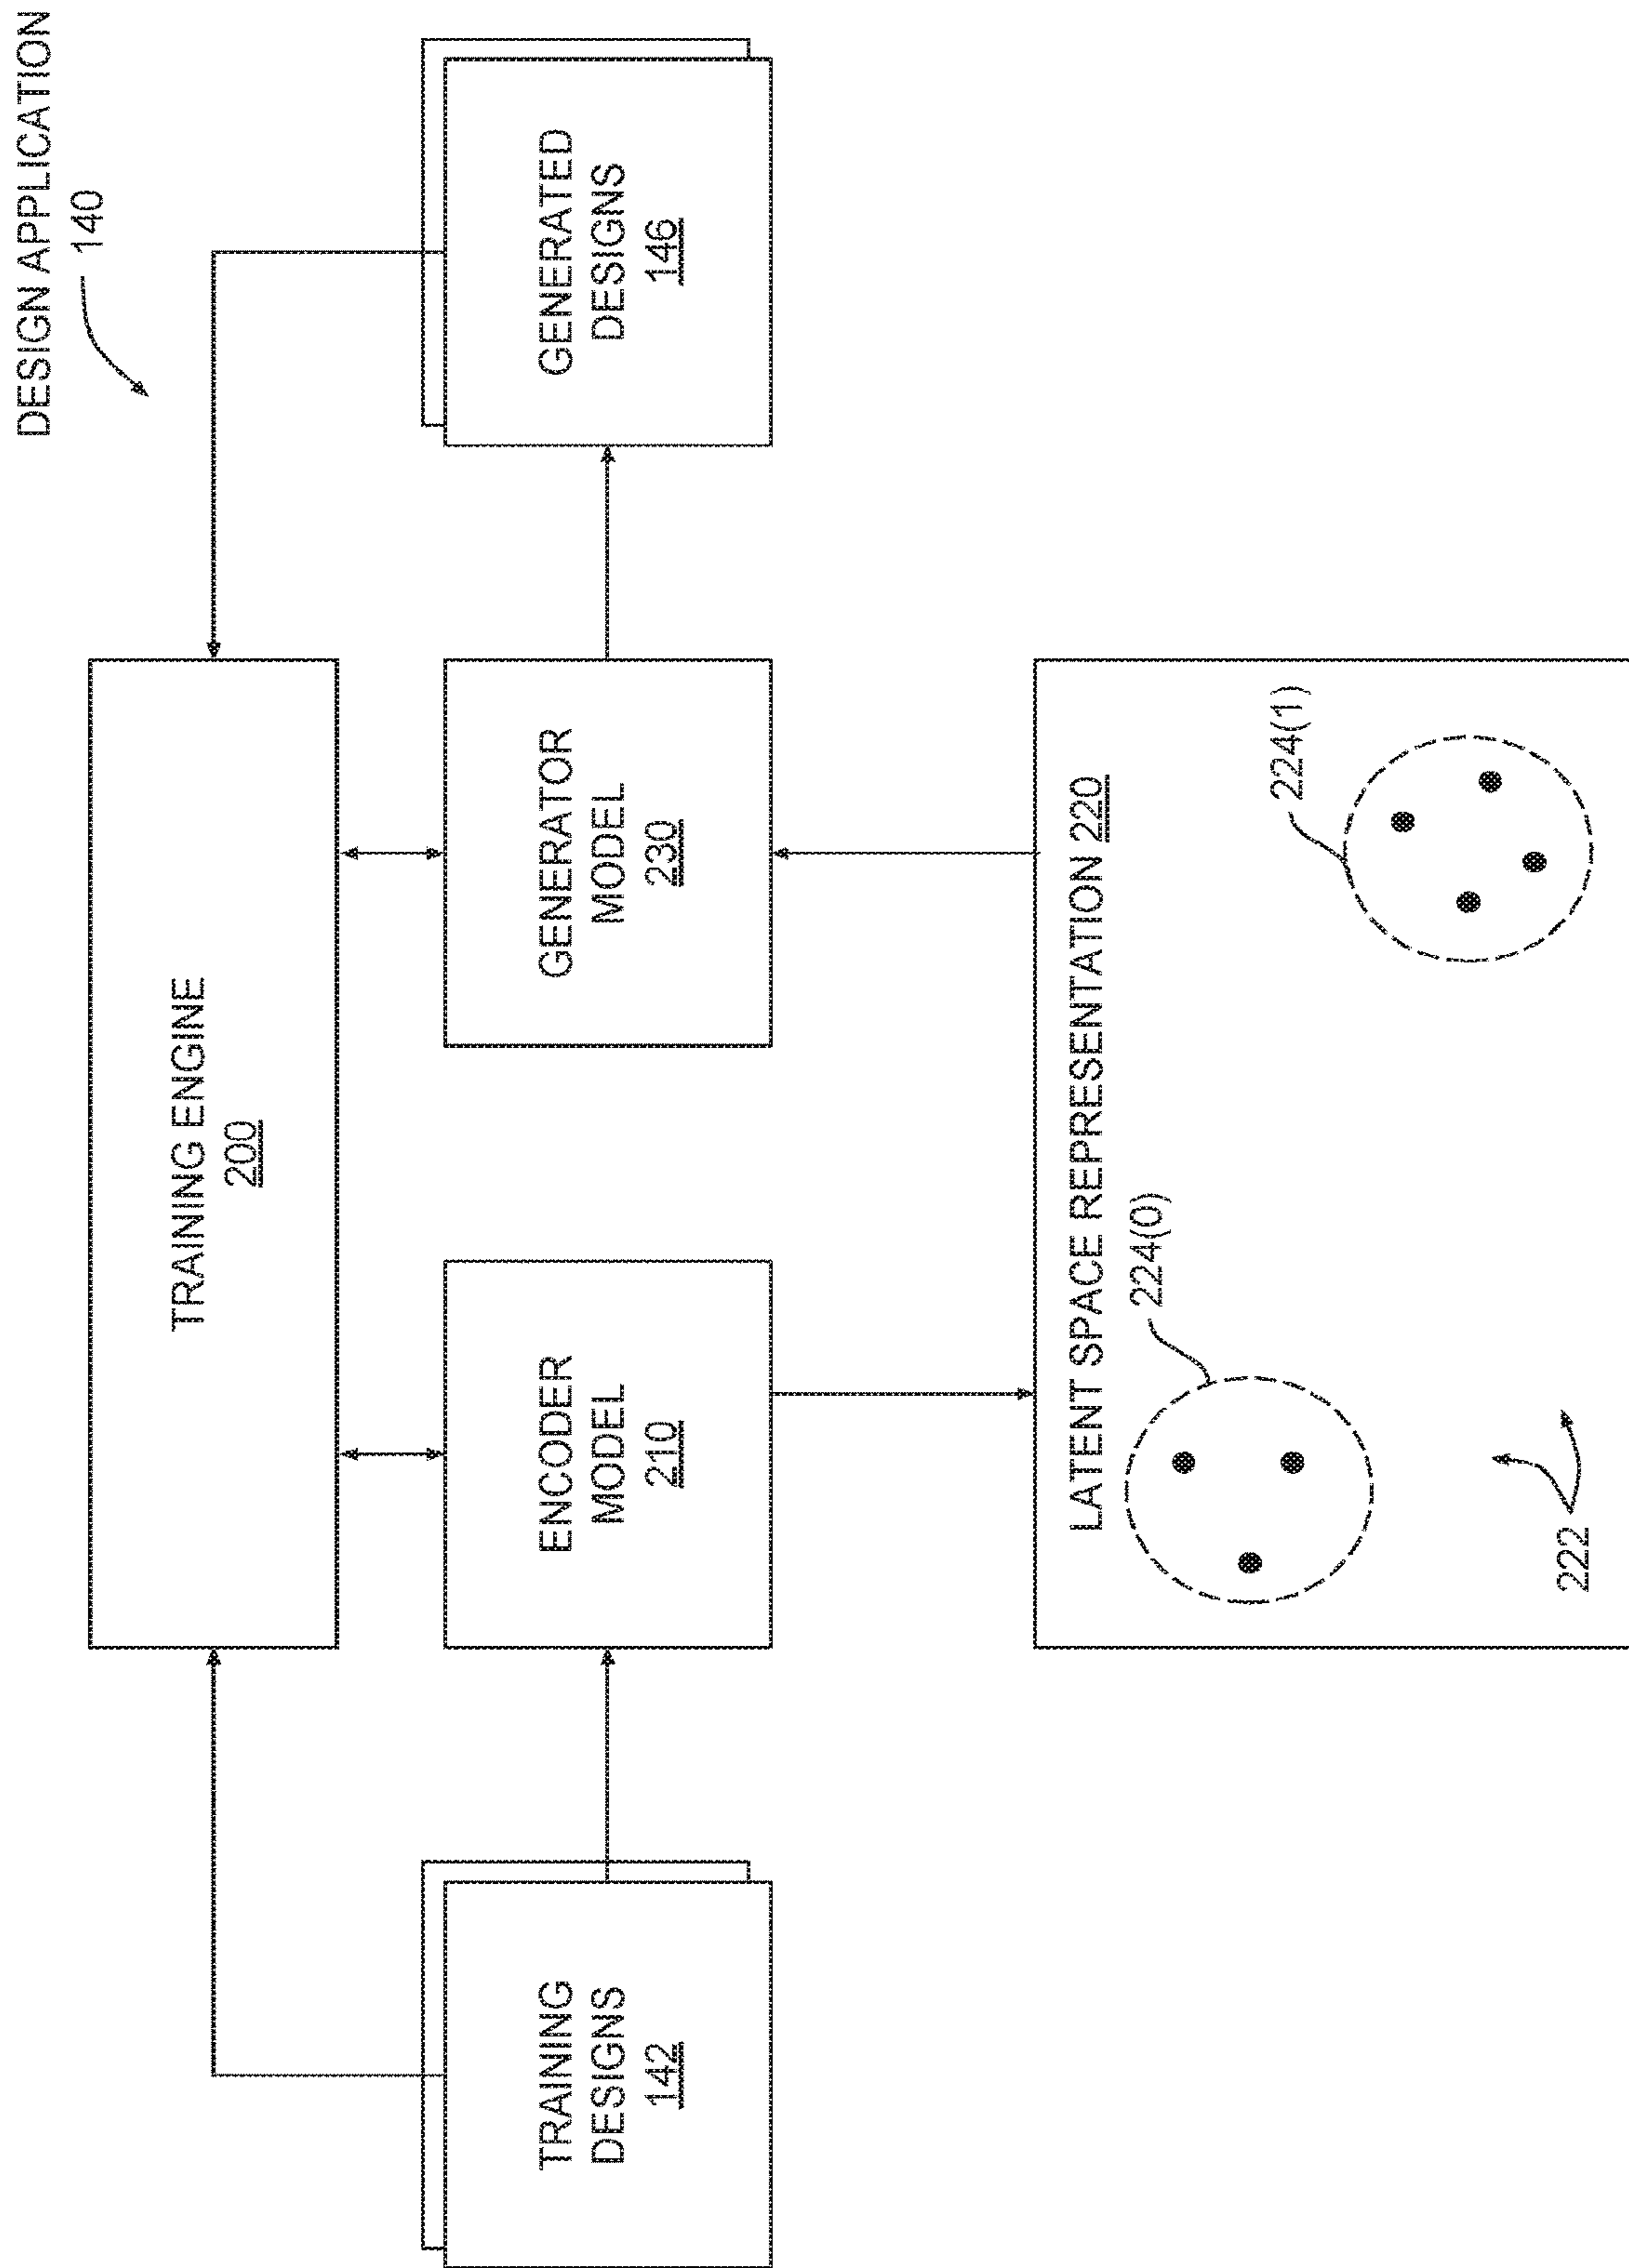 DESIGN APPLICATION
140
TRAINING ENGINE
200
TRAINING
DESIGNS
142
ENCODER
MODEL
210
GENERATOR
MODEL
230
GENERATED
DESIGNS
146
LATENT SPACE REPRESENTATION 220
224(0)
224(1)
222